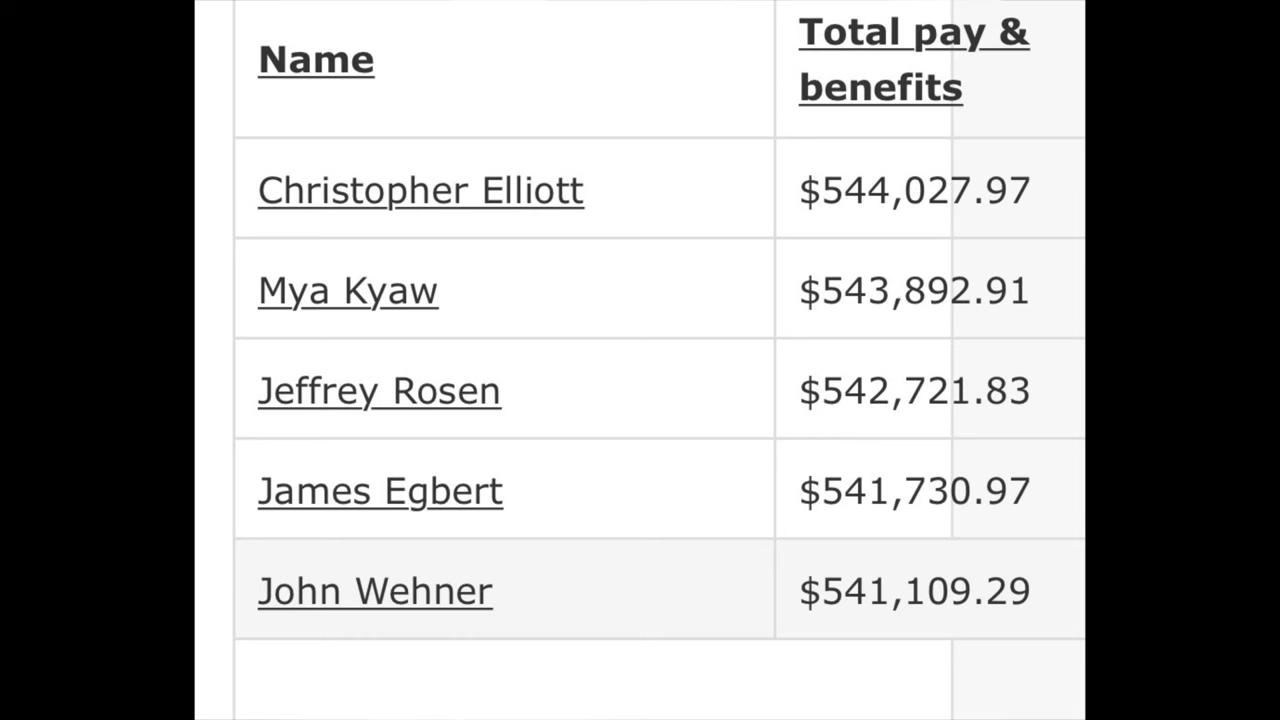 Name
Total pay &
benefits
Christopher Elliott $544,027.97
Mya Kyaw $543,892.91
Jeffrey Rosen $542,721.83
James Egbert $541,730.97
John Wehner $541,109.29